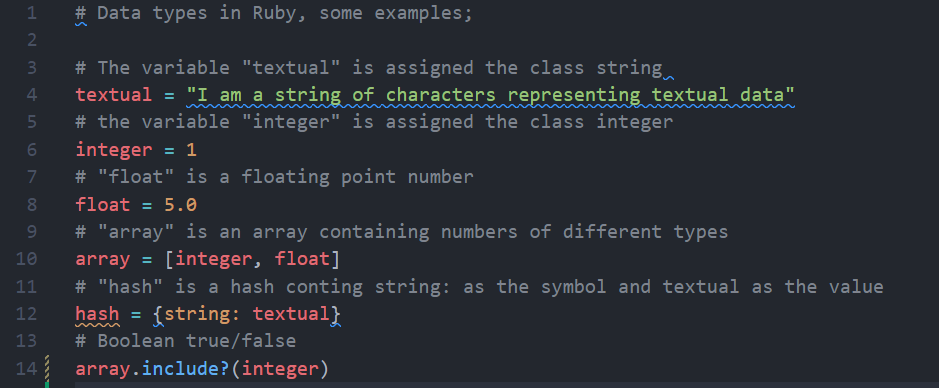 1 # Data types in Ruby, some examples;
2
3 # The variable "textual" is assigned the class string
4 textual = "I am a string of characters representing textual data"
5 # the variable "integer" is assigned the class integer
6 integer = 1
7 # "float" is a floating point number
8 float = 5.0
9 # "array" is an array containing numbers of different types
10 array = [integer, float]
11 # "hash" is a hash conting string: as the symbol and textual as the value
12 hash = {string: textual}
13 # Boolean true/false
14 array.include?(integer)